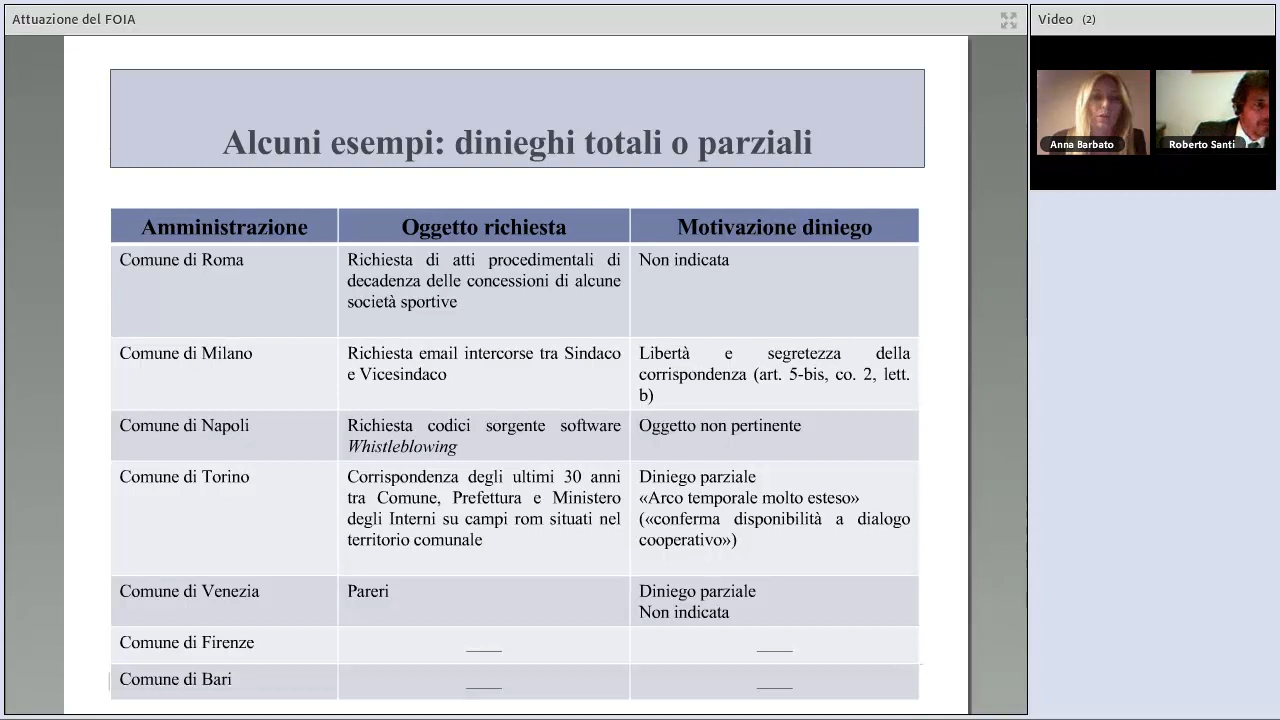 Attuazione del FOIA
Video (2)
Anna Barbato
Roberto Santi
Alcuni esempi: dinieghi totali o parziali
Amministrazione
Oggetto richiesta
Motivazione diniego
Comune di Roma
Richiesta di atti procedimentali di
decadenza delle concessioni di alcune
società sportive
Non indicata
Comune di Milano
Richiesta email intercorse tra Sindaco
e Vicesindaco
Libertà e segretezza della
corrispondenza (art. 5-bis, co. 2, lett.
b)
Comune di Napoli
Richiesta codici sorgente software
Whistleblowing
Oggetto non pertinente
Comune di Torino
Corrispondenza degli ultimi 30 anni
tra Comune, Prefettura e Ministero
degli Interni su campi rom situati nel
territorio comunale
Diniego parziale
«Arco temporale molto esteso»
(«conferma disponibilità a dialogo
cooperativo»)
Comune di Venezia
Pareri
Diniego parziale
Non indicata
Comune di Firenze
____
____
Comune di Bari
____
____